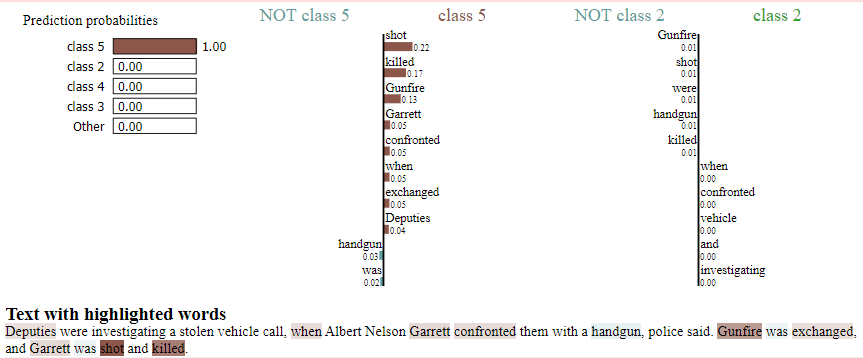 Prediction probabilities
class 5 1.00
class 2 0.00
class 4 0.00
class 3 0.00
Other 0.00
NOT class 5 class 5
shot
0.22
killed
0.17
Gunfire
0.13
Garrett
0.05
confronted
0.05
when
0.05
exchanged
0.05
Deputies
0.04
handgun
0.03
was
0.02
NOT class 2 class 2
Gunfire
0.01
shot
0.01
were
0.01
handgun
0.01
killed
0.01
when
0.00
confronted
0.00
vehicle
0.00
and
0.00
investigating
0.00
Text with highlighted words
Deputies were investigating a stolen vehicle call, when Albert Nelson Garrett confronted them with a handgun, police said. Gunfire was exchanged,
and Garrett was shot and killed.